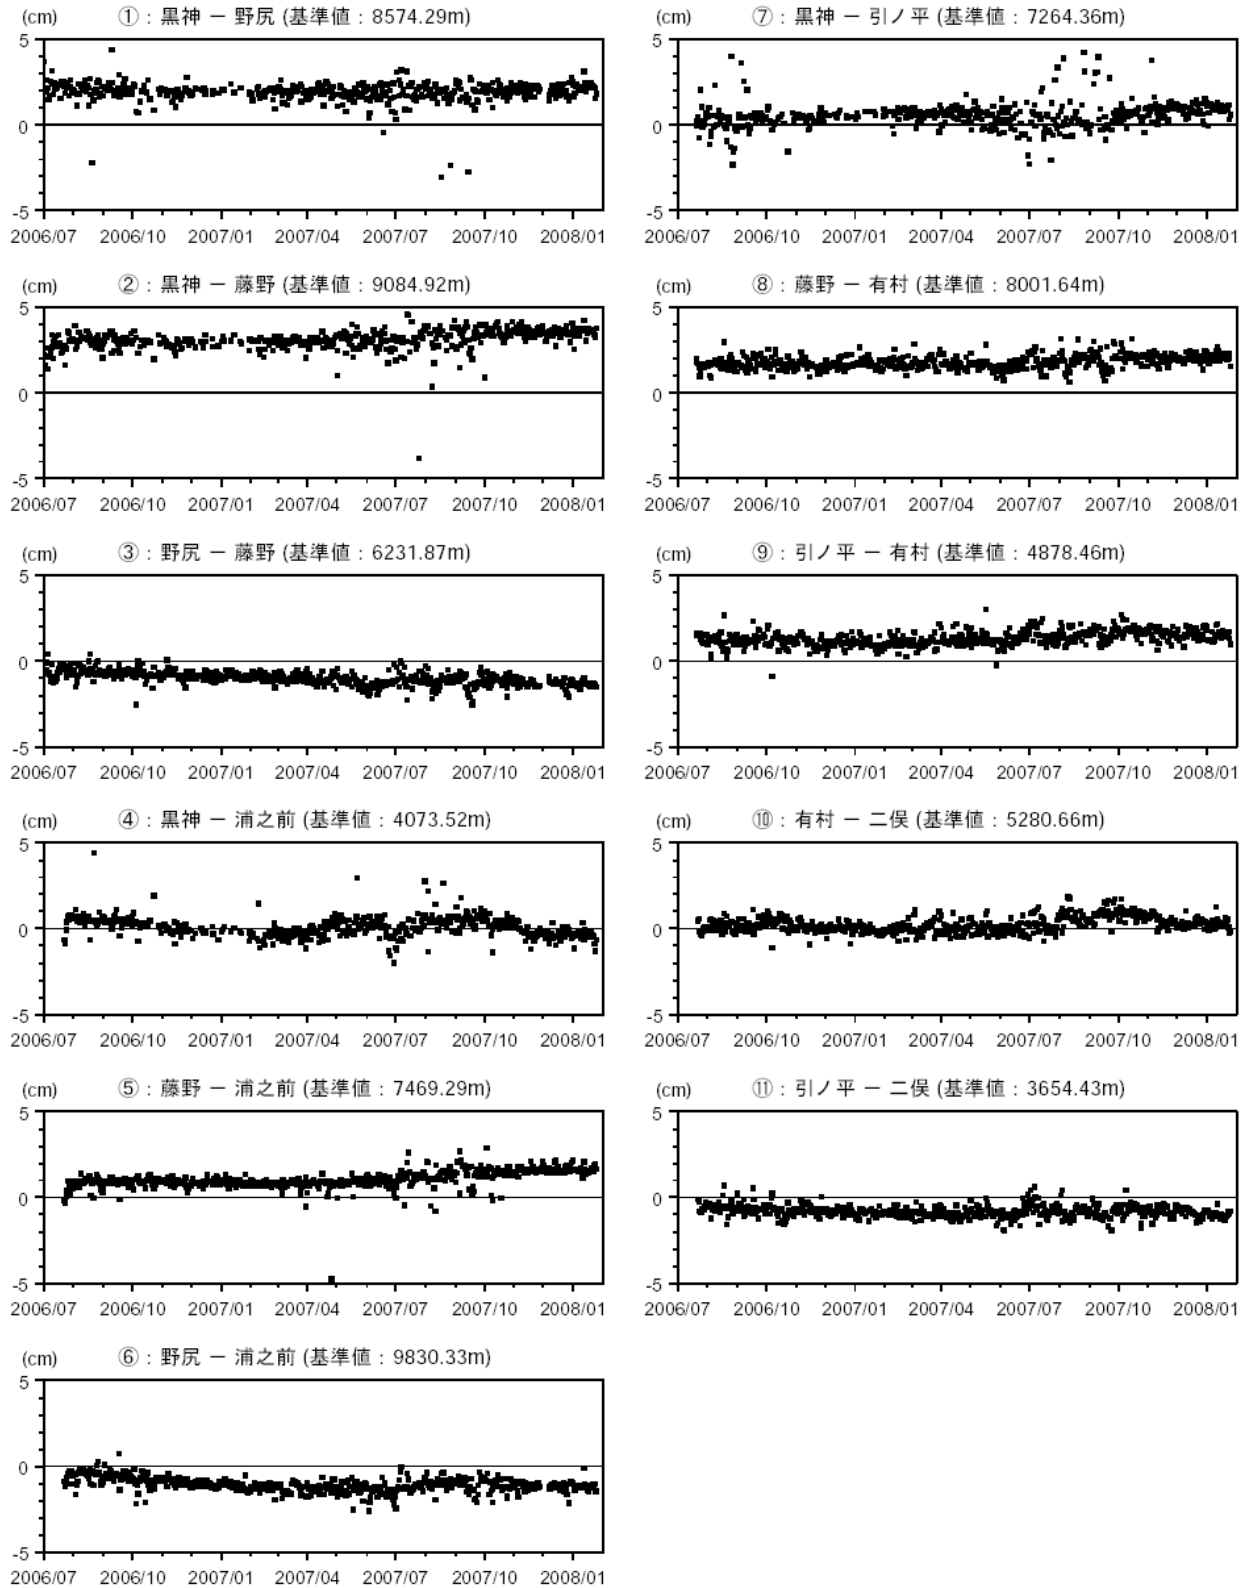 (cm) ①：黒神 ー 野尻 (基準値：8574.29m)
5
0
-5
2006/07 2006/10 2007/01 2007/04 2007/07 2007/10 2008/01
(cm) ②：黒神 ー 藤野 (基準値：9084.92m)
5
0
-5
2006/07 2006/10 2007/01 2007/04 2007/07 2007/10 2008/01
(cm) ③：野尻 ー 藤野 (基準値：6231.87m)
5
0
-5
2006/07 2006/10 2007/01 2007/04 2007/07 2007/10 2008/01
(cm) ④：黒神 ー 浦之前 (基準値：4073.52m)
5
0
-5
2006/07 2006/10 2007/01 2007/04 2007/07 2007/10 2008/01
(cm) ⑤：藤野 ー 浦之前 (基準値：7469.29m)
5
0
-5
2006/07 2006/10 2007/01 2007/04 2007/07 2007/10 2008/01
(cm) ⑥：野尻 ー 浦之前 (基準値：9830.33m)
5
0
-5
2006/07 2006/10 2007/01 2007/04 2007/07 2007/10 2008/01
(cm) ⑦：黒神 ー 引ノ平 (基準値：7264.36m)
5
0
-5
2006/07 2006/10 2007/01 2007/04 2007/07 2007/10 2008/01
(cm) ⑧：藤野 ー 有村 (基準値：8001.64m)
5
0
-5
2006/07 2006/10 2007/01 2007/04 2007/07 2007/10 2008/01
(cm) ⑨：引ノ平 ー 有村 (基準値：4878.46m)
5
0
-5
2006/07 2006/10 2007/01 2007/04 2007/07 2007/10 2008/01
(cm) ⑩：有村 ー 二俣 (基準値：5280.66m)
5
0
-5
2006/07 2006/10 2007/01 2007/04 2007/07 2007/10 2008/01
(cm) ⑪：引ノ平 ー 二俣 (基準値：3654.43m)
5
0
-5
2006/07 2006/10 2007/01 2007/04 2007/07 2007/10 2008/01